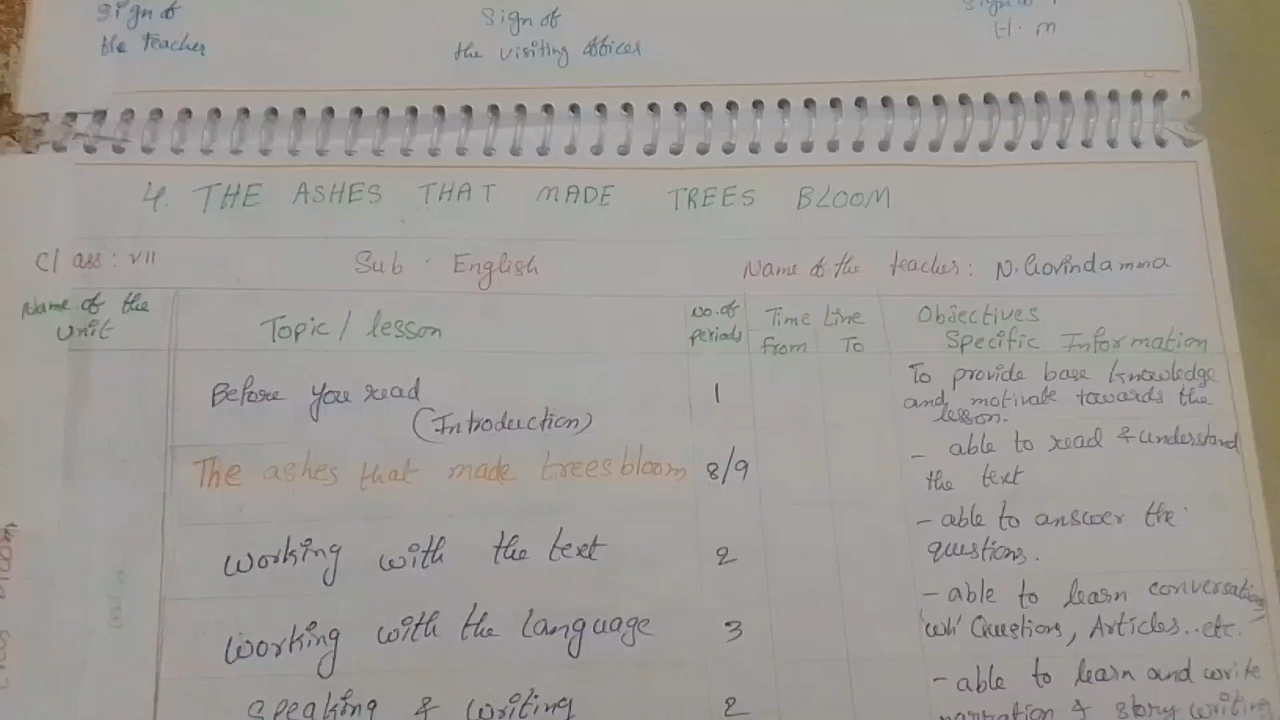 Sign of
the teacher
Sign of
the visiting officer
Sign of
H. m
4. THE ASHES THAT MADE TREES BLOOM
Class: VII
Sub : English
Name of the teacher: N. Govindamma
Name of the
Unit
Topic / lesson
No. of
periods
Time Line
from To
Objectives
Specific Information
Before you read
(Introduction)
1
To provide base knowledge
and motivate towards the
lesson.
The ashes that made trees bloom
8/9
- able to read & understand
the text
Working with the text
2
- able to answer the
questions.
Working with the language
3
- able to learn conversation
'wh' Questions, Articles..etc.
Speaking & writing
2
- able to learn and write
narration & story writing